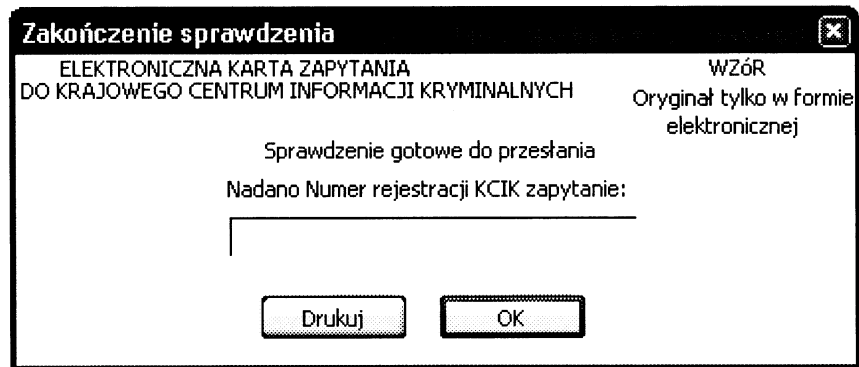 Zakończenie sprawdzenia
ELEKTRONICZNA KARTA ZAPYTANIA
DO KRAJOWEGO CENTRUM INFORMACJI KRYMINALNYCH
WZóR
Oryginał tylko w formie
elektronicznej
Sprawdzenie gotowe do przesłania
Nadano Numer rejestracji KCIK zapytanie:
Drukuj
OK